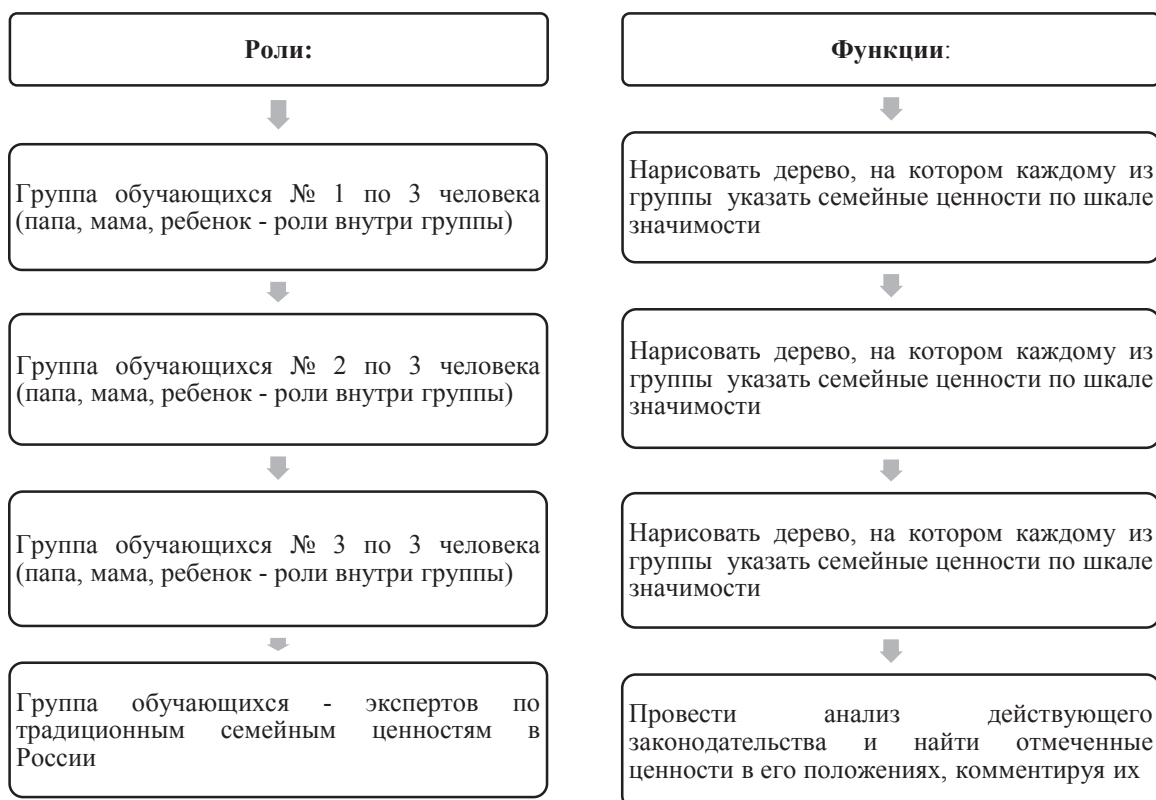 Роли:
Группа обучающихся № 1 по 3 человека
(папа, мама, ребенок - роли внутри группы)
Группа обучающихся № 2 по 3 человека
(папа, мама, ребенок - роли внутри группы)
Группа обучающихся № 3 по 3 человека
(папа, мама, ребенок - роли внутри группы)
Группа обучающихся - экспертов по
традиционным семейным ценностям в
России
Функции:
Нарисовать дерево, на котором каждому из
группы указать семейные ценности по шкале
значимости
Нарисовать дерево, на котором каждому из
группы указать семейные ценности по шкале
значимости
Нарисовать дерево, на котором каждому из
группы указать семейные ценности по шкале
значимости
Провести анализ действующего
законодательства и найти отмеченные
ценности в его положениях, комментируя их